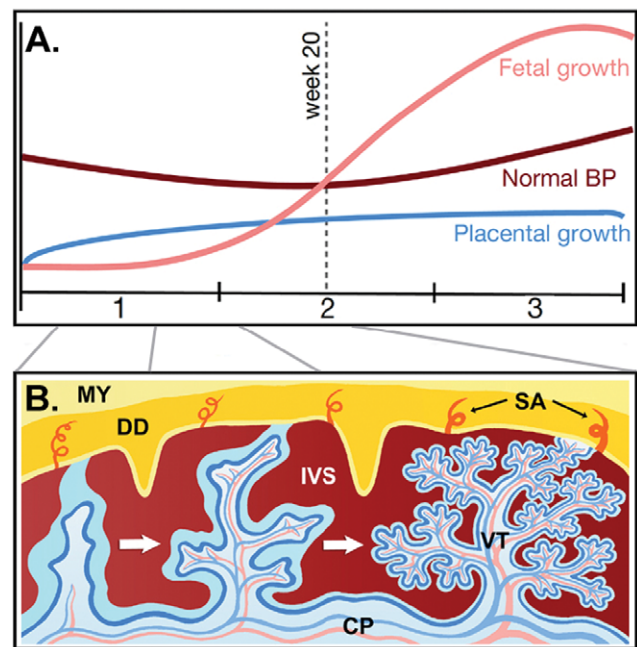 A.
week 20
Fetal growth
Normal BP
Placental growth
1 2 3
B.
MY
DD
SA
IVS
VT
CP